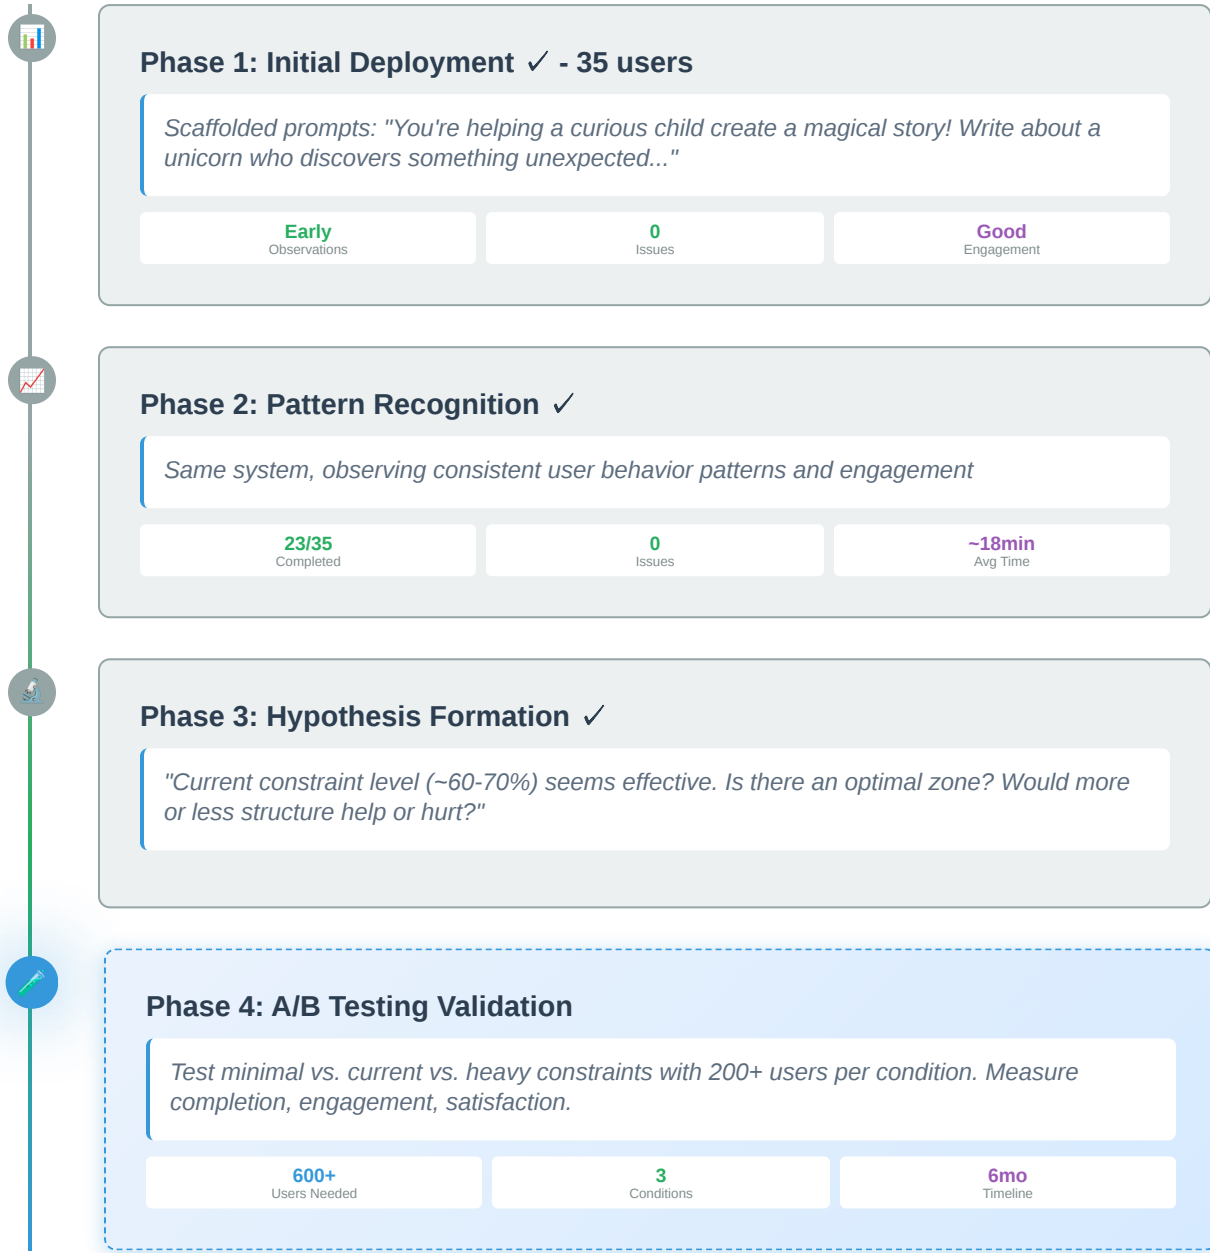 Phase 1: Initial Deployment ✓ - 35 users
Scaffolded prompts: "You're helping a curious child create a magical story! Write about a
unicorn who discovers something unexpected..."
Early
Observations
0
Issues
Good
Engagement
Phase 2: Pattern Recognition ✓
Same system, observing consistent user behavior patterns and engagement
23/35
Completed
0
Issues
~18min
Avg Time
Phase 3: Hypothesis Formation ✓
"Current constraint level (~60-70%) seems effective. Is there an optimal zone? Would more
or less structure help or hurt?"
Phase 4: A/B Testing Validation
Test minimal vs. current vs. heavy constraints with 200+ users per condition. Measure
completion, engagement, satisfaction.
600+
Users Needed
3
Conditions
6mo
Timeline